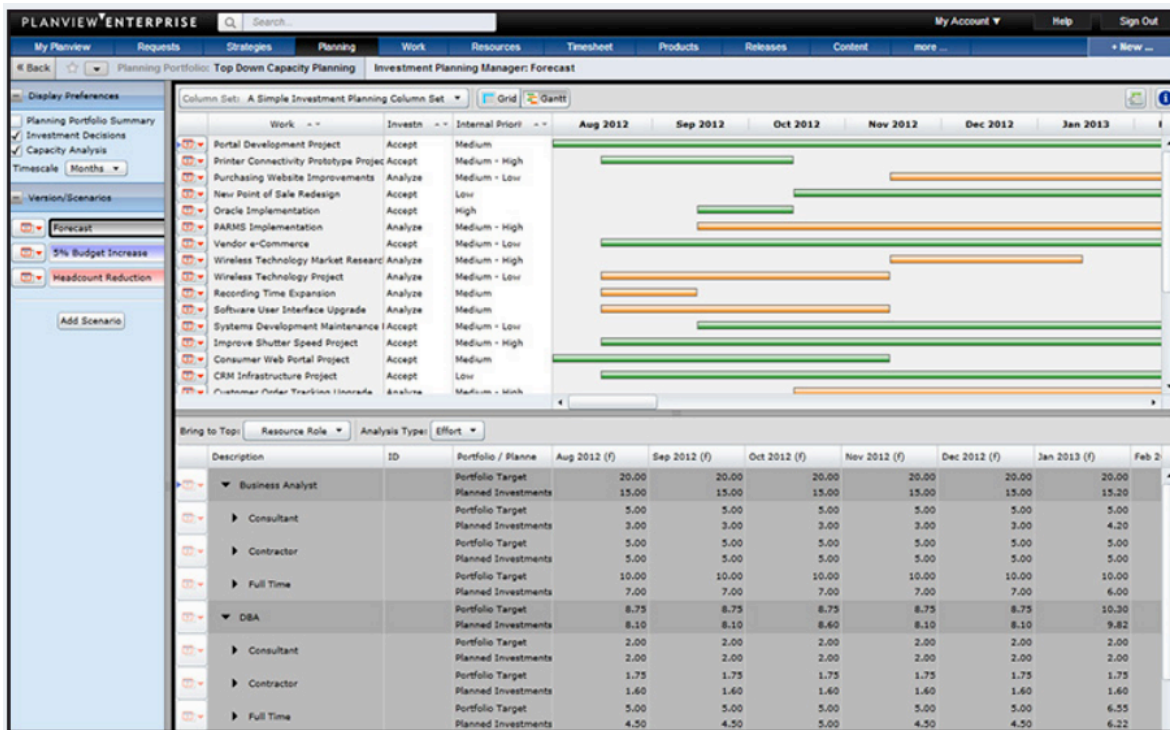 PLANVIEW ENTERPRISE Search... My Account ▼ Help Sign Out
My Planview Requests Strategies Planning Work Resources Timesheet Products Releases Content more ... + New ...
« Back Planning Portfolio: Top Down Capacity Planning Investment Planning Manager: Forecast
Display Preferences
Planning Portfolio Summary
Investment Decisions
Capacity Analysis
Timescale Months
Version/Scenarios
Forecast
5% Budget Increase
Headcount Reduction
Add Scenario
Column Set: A Simple Investment Planning Column Set Grid Gantt
Work Investn Internal Priori Aug 2012 Sep 2012 Oct 2012 Nov 2012 Dec 2012 Jan 2013
Portal Development Project Accept Medium
Printer Connectivity Prototype Projec Accept Medium - High
Purchasing Website Improvements Analyze Medium - Low
New Point of Sale Redesign Accept Low
Oracle Implementation Accept High
PARMS Implementation Analyze Medium - High
Vendor e-Commerce Accept Medium - Low
Wireless Technology Market Researc Analyze Medium - High
Wireless Technology Project Analyze Medium - Low
Recording Time Expansion Analyze Medium
Software User Interface Upgrade Analyze Medium
Systems Development Maintenance Accept Medium - Low
Improve Shutter Speed Project Accept Medium - High
Consumer Web Portal Project Accept Medium
CRM Infrastructure Project Accept Low
Customer Order Tracking Upgrade Analyze Medium - High
Bring to Top: Resource Role Analysis Type: Effort
Description ID Portfolio / Planne Aug 2012 (f) Sep 2012 (f) Oct 2012 (f) Nov 2012 (f) Dec 2012 (f) Jan 2013 (f) Feb 2
Business Analyst
Portfolio Target 20.00 20.00 20.00 20.00 20.00 20.00
Planned Investments 15.00 15.00 15.00 15.00 15.00 15.20
Consultant
Portfolio Target 5.00 5.00 5.00 5.00 5.00 5.00
Planned Investments 3.00 3.00 3.00 3.00 3.00 4.20
Contractor
Portfolio Target 5.00 5.00 5.00 5.00 5.00 5.00
Planned Investments 5.00 5.00 5.00 5.00 5.00 5.00
Full Time
Portfolio Target 10.00 10.00 10.00 10.00 10.00 10.00
Planned Investments 7.00 7.00 7.00 7.00 7.00 6.00
DBA
Portfolio Target 8.75 8.75 8.75 8.75 8.75 10.30
Planned Investments 8.10 8.10 8.60 8.10 8.10 9.82
Consultant
Portfolio Target 2.00 2.00 2.00 2.00 2.00 2.00
Planned Investments 2.00 2.00 2.00 2.00 2.00 2.00
Contractor
Portfolio Target 1.75 1.75 1.75 1.75 1.75 1.75
Planned Investments 1.60 1.60 1.60 1.60 1.60 1.60
Full Time
Portfolio Target 5.00 5.00 5.00 5.00 5.00 6.55
Planned Investments 4.50 4.50 5.00 4.50 4.50 6.22